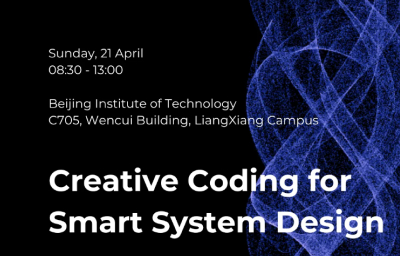 Sunday, 21 April
08:30 - 13:00
Beijing Institute of Technology
C705, Wencui Building, LiangXiang Campus
Creative Coding for
Smart System Design